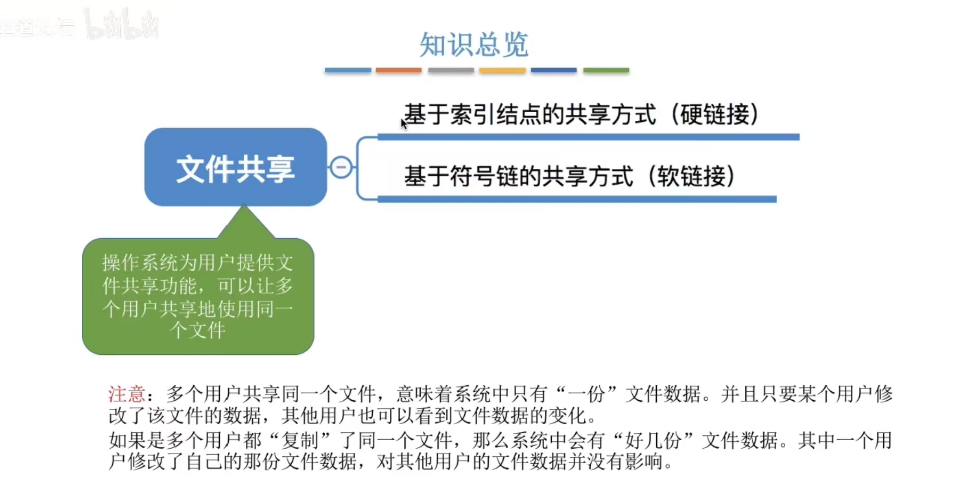 bilibili
知识总览
文件共享
基于索引结点的共享方式（硬链接）
基于符号链的共享方式（软链接）
操作系统为用户提供文
件共享功能，可以让多
个用户共享地使用同一
个文件
注意：多个用户共享同一个文件，意味着系统中只有“一份”文件数据。并且只要某个用户修
改了该文件的数据，其他用户也可以看到文件数据的变化。
如果是多个用户都“复制”了同一个文件，那么系统中会有“好几份”文件数据。其中一个用
户修改了自己的那份文件数据，对其他用户的文件数据并没有影响。